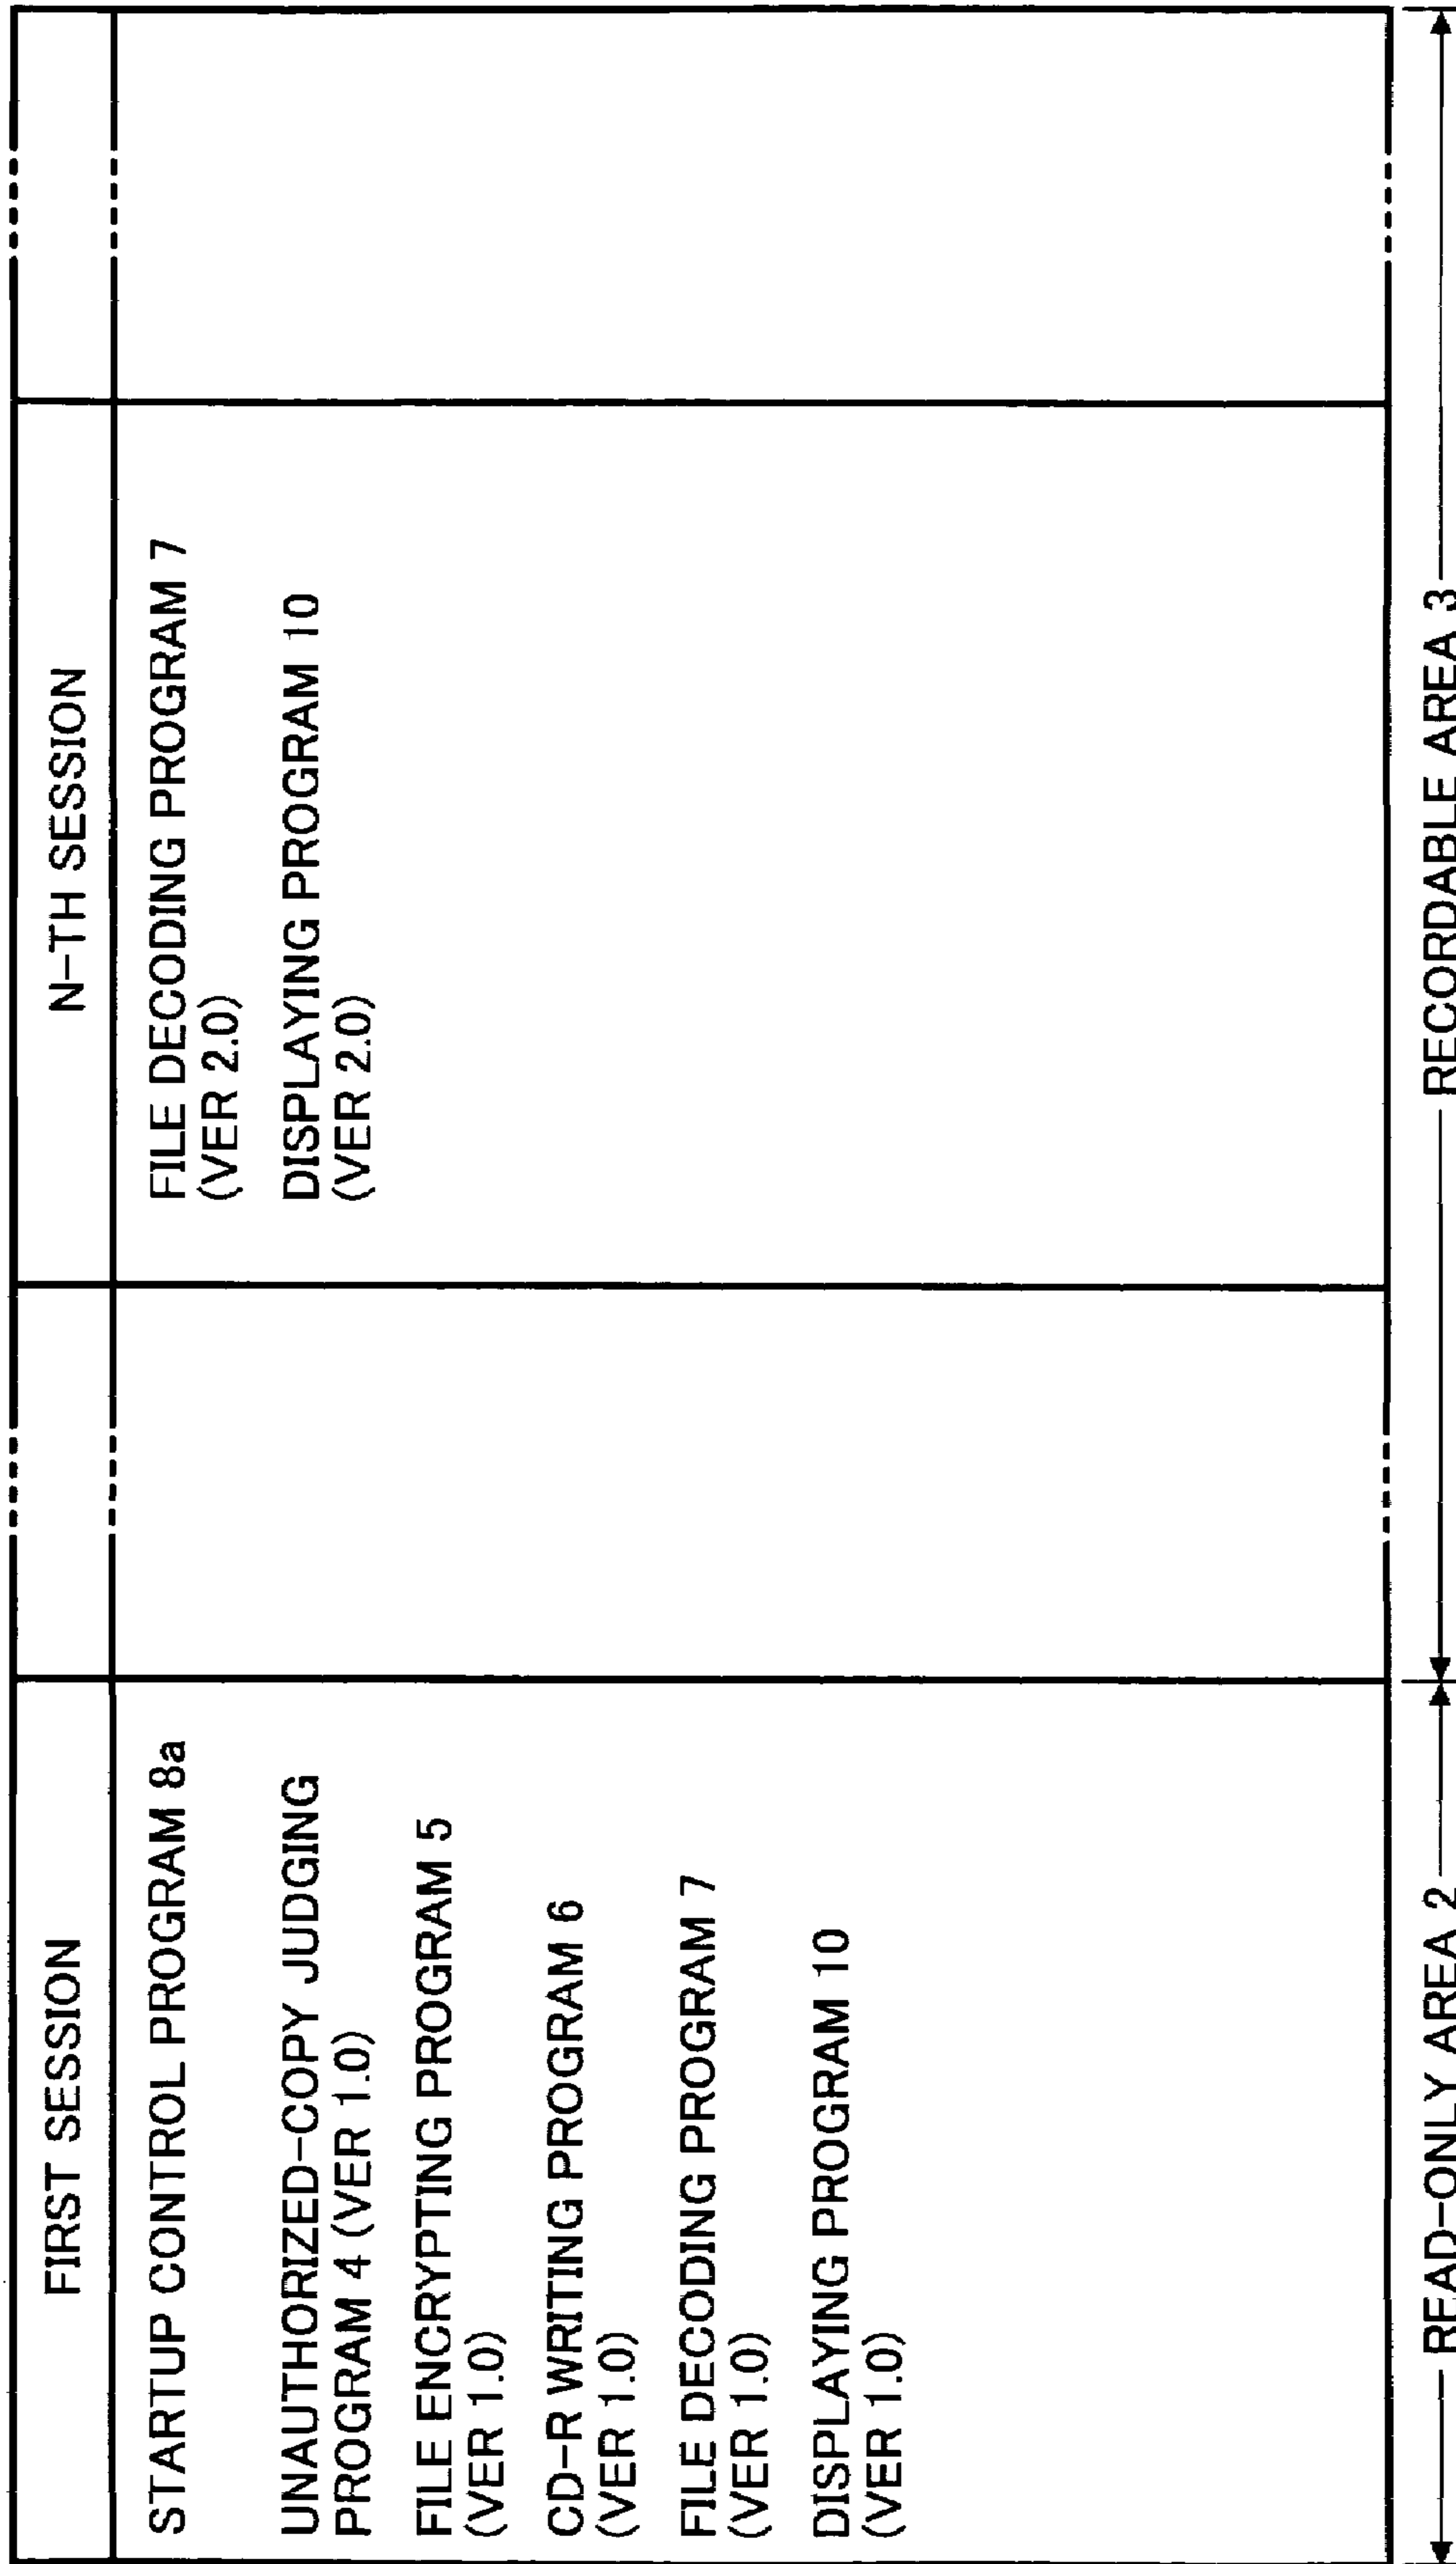 FIRST SESSION
STARTUP CONTROL PROGRAM 8a
UNAUTHORIZED-COPY JUDGING
PROGRAM 4 (VER 1.0)
FILE ENCRYPTING PROGRAM 5
(VER 1.0)
CD-R WRITING PROGRAM 6
(VER 1.0)
FILE DECODING PROGRAM 7
(VER 1.0)
DISPLAYING PROGRAM 10
(VER 1.0)
N-TH SESSION
FILE DECODING PROGRAM 7
(VER 2.0)
DISPLAYING PROGRAM 10
(VER 2.0)
READ-ONLY AREA 2
RECORDABLE AREA 3